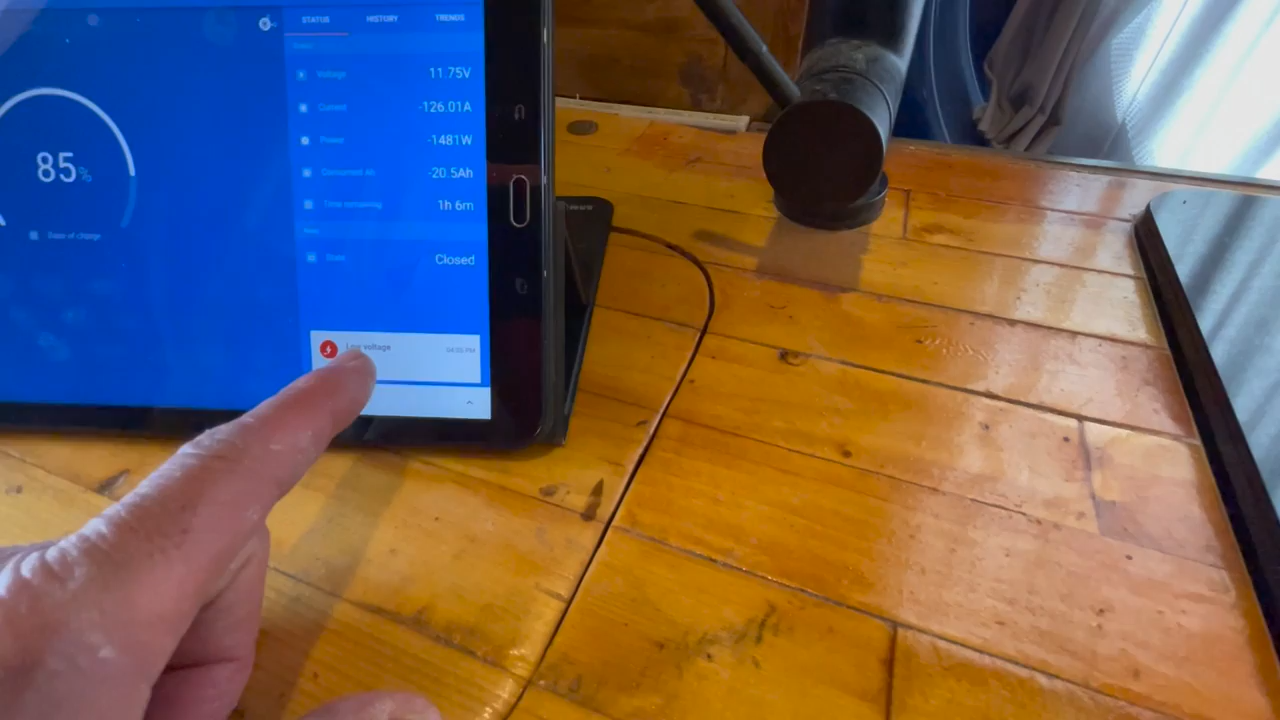 STATUS HISTORY TRENDS
Voltage 11.75V
Current -126.01A
Power -1481W
Consumed Ah -20.5Ah
Time remaining 1h 6m
85%
State of charge
State Closed
Low voltage